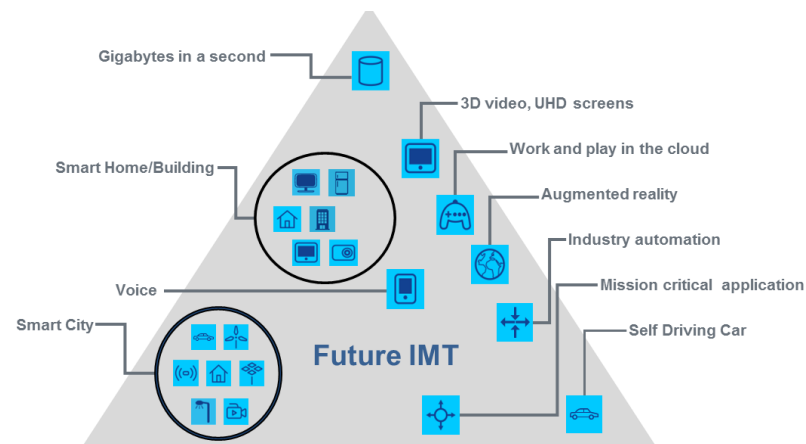 Gigabytes in a second
3D video, UHD screens
Work and play in the cloud
Smart Home/Building
Augmented reality
Industry automation
Mission critical application
Voice
Smart City
Self Driving Car
Future IMT